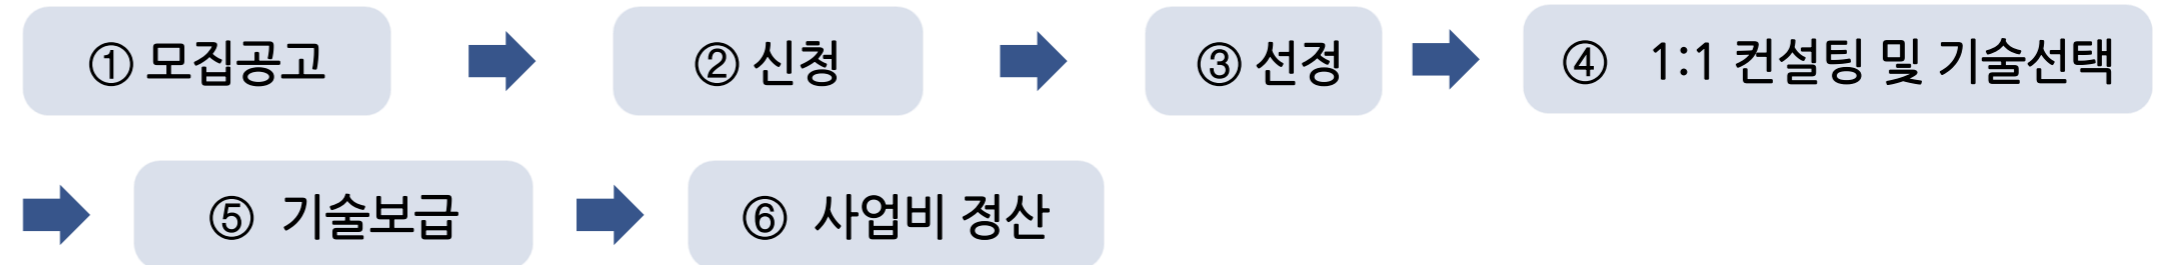 ① 모집공고 ② 신청 ③ 선정 ④ 1:1 컨설팅 및 기술선택
⑤ 기술보급 ⑥ 사업비 정산